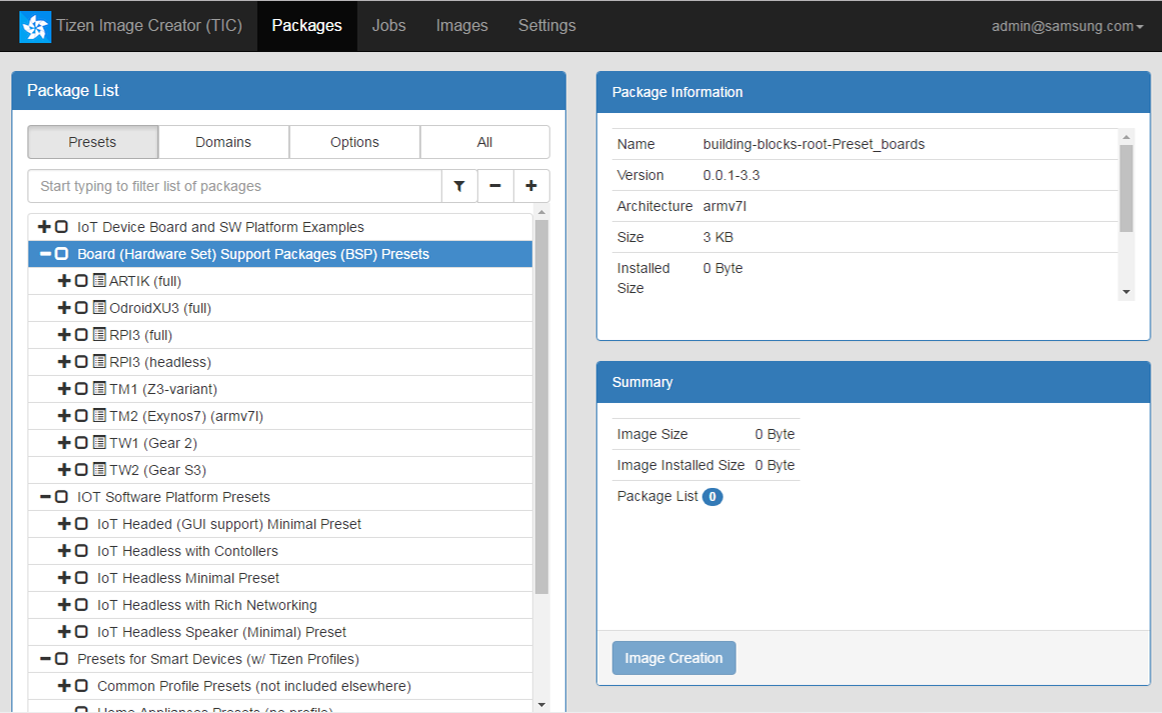 Tizen Image Creator (TIC) Packages Jobs Images Settings admin@samsung.com
Package List
Presets Domains Options All
Start typing to filter list of packages
IoT Device Board and SW Platform Examples
Board (Hardware Set) Support Packages (BSP) Presets
ARTIK (full)
OdroidXU3 (full)
RPI3 (full)
RPI3 (headless)
TM1 (Z3-variant)
TM2 (Exynos7) (armv7l)
TW1 (Gear 2)
TW2 (Gear S3)
IOT Software Platform Presets
IoT Headed (GUI support) Minimal Preset
IoT Headless with Contollers
IoT Headless Minimal Preset
IoT Headless with Rich Networking
IoT Headless Speaker (Minimal) Preset
Presets for Smart Devices (w/ Tizen Profiles)
Common Profile Presets (not included elsewhere)
Home Appliances Presets (no profile)
Package Information
Name building-blocks-root-Preset_boards
Version 0.0.1-3.3
Architecture armv7l
Size 3 KB
Installed Size 0 Byte
Summary
Image Size 0 Byte
Image Installed Size 0 Byte
Package List 0
Image Creation